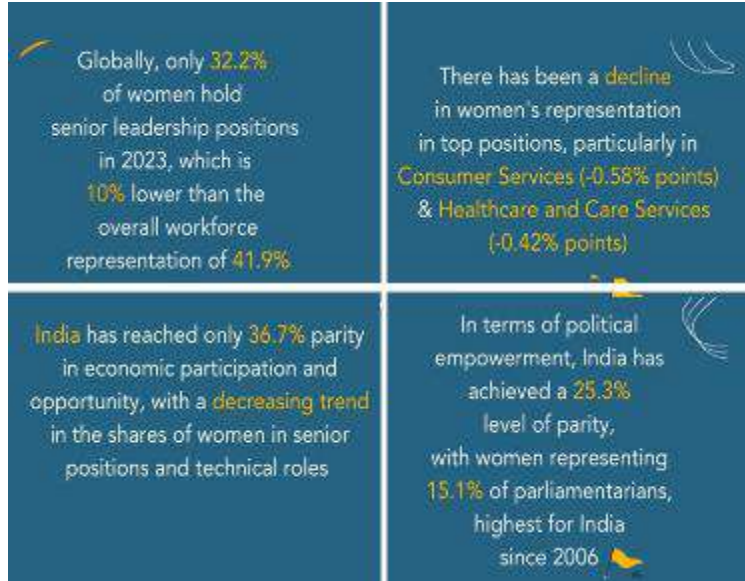 Globally, only 32.2%
of women hold
senior leadership positions
in 2023, which is
10% lower than the
overall workforce
representation of 41.9%
There has been a decline
in women's representation
in top positions, particularly in
Consumer Services (-0.58% points)
& Healthcare and Care Services
(-0.42% points)
India has reached only 36.7% parity
in economic participation and
opportunity, with a decreasing trend
in the shares of women in senior
positions and technical roles
In terms of political
empowerment, India has
achieved a 25.3%
level of parity,
with women representing
15.1% of parliamentarians,
highest for India
since 2006